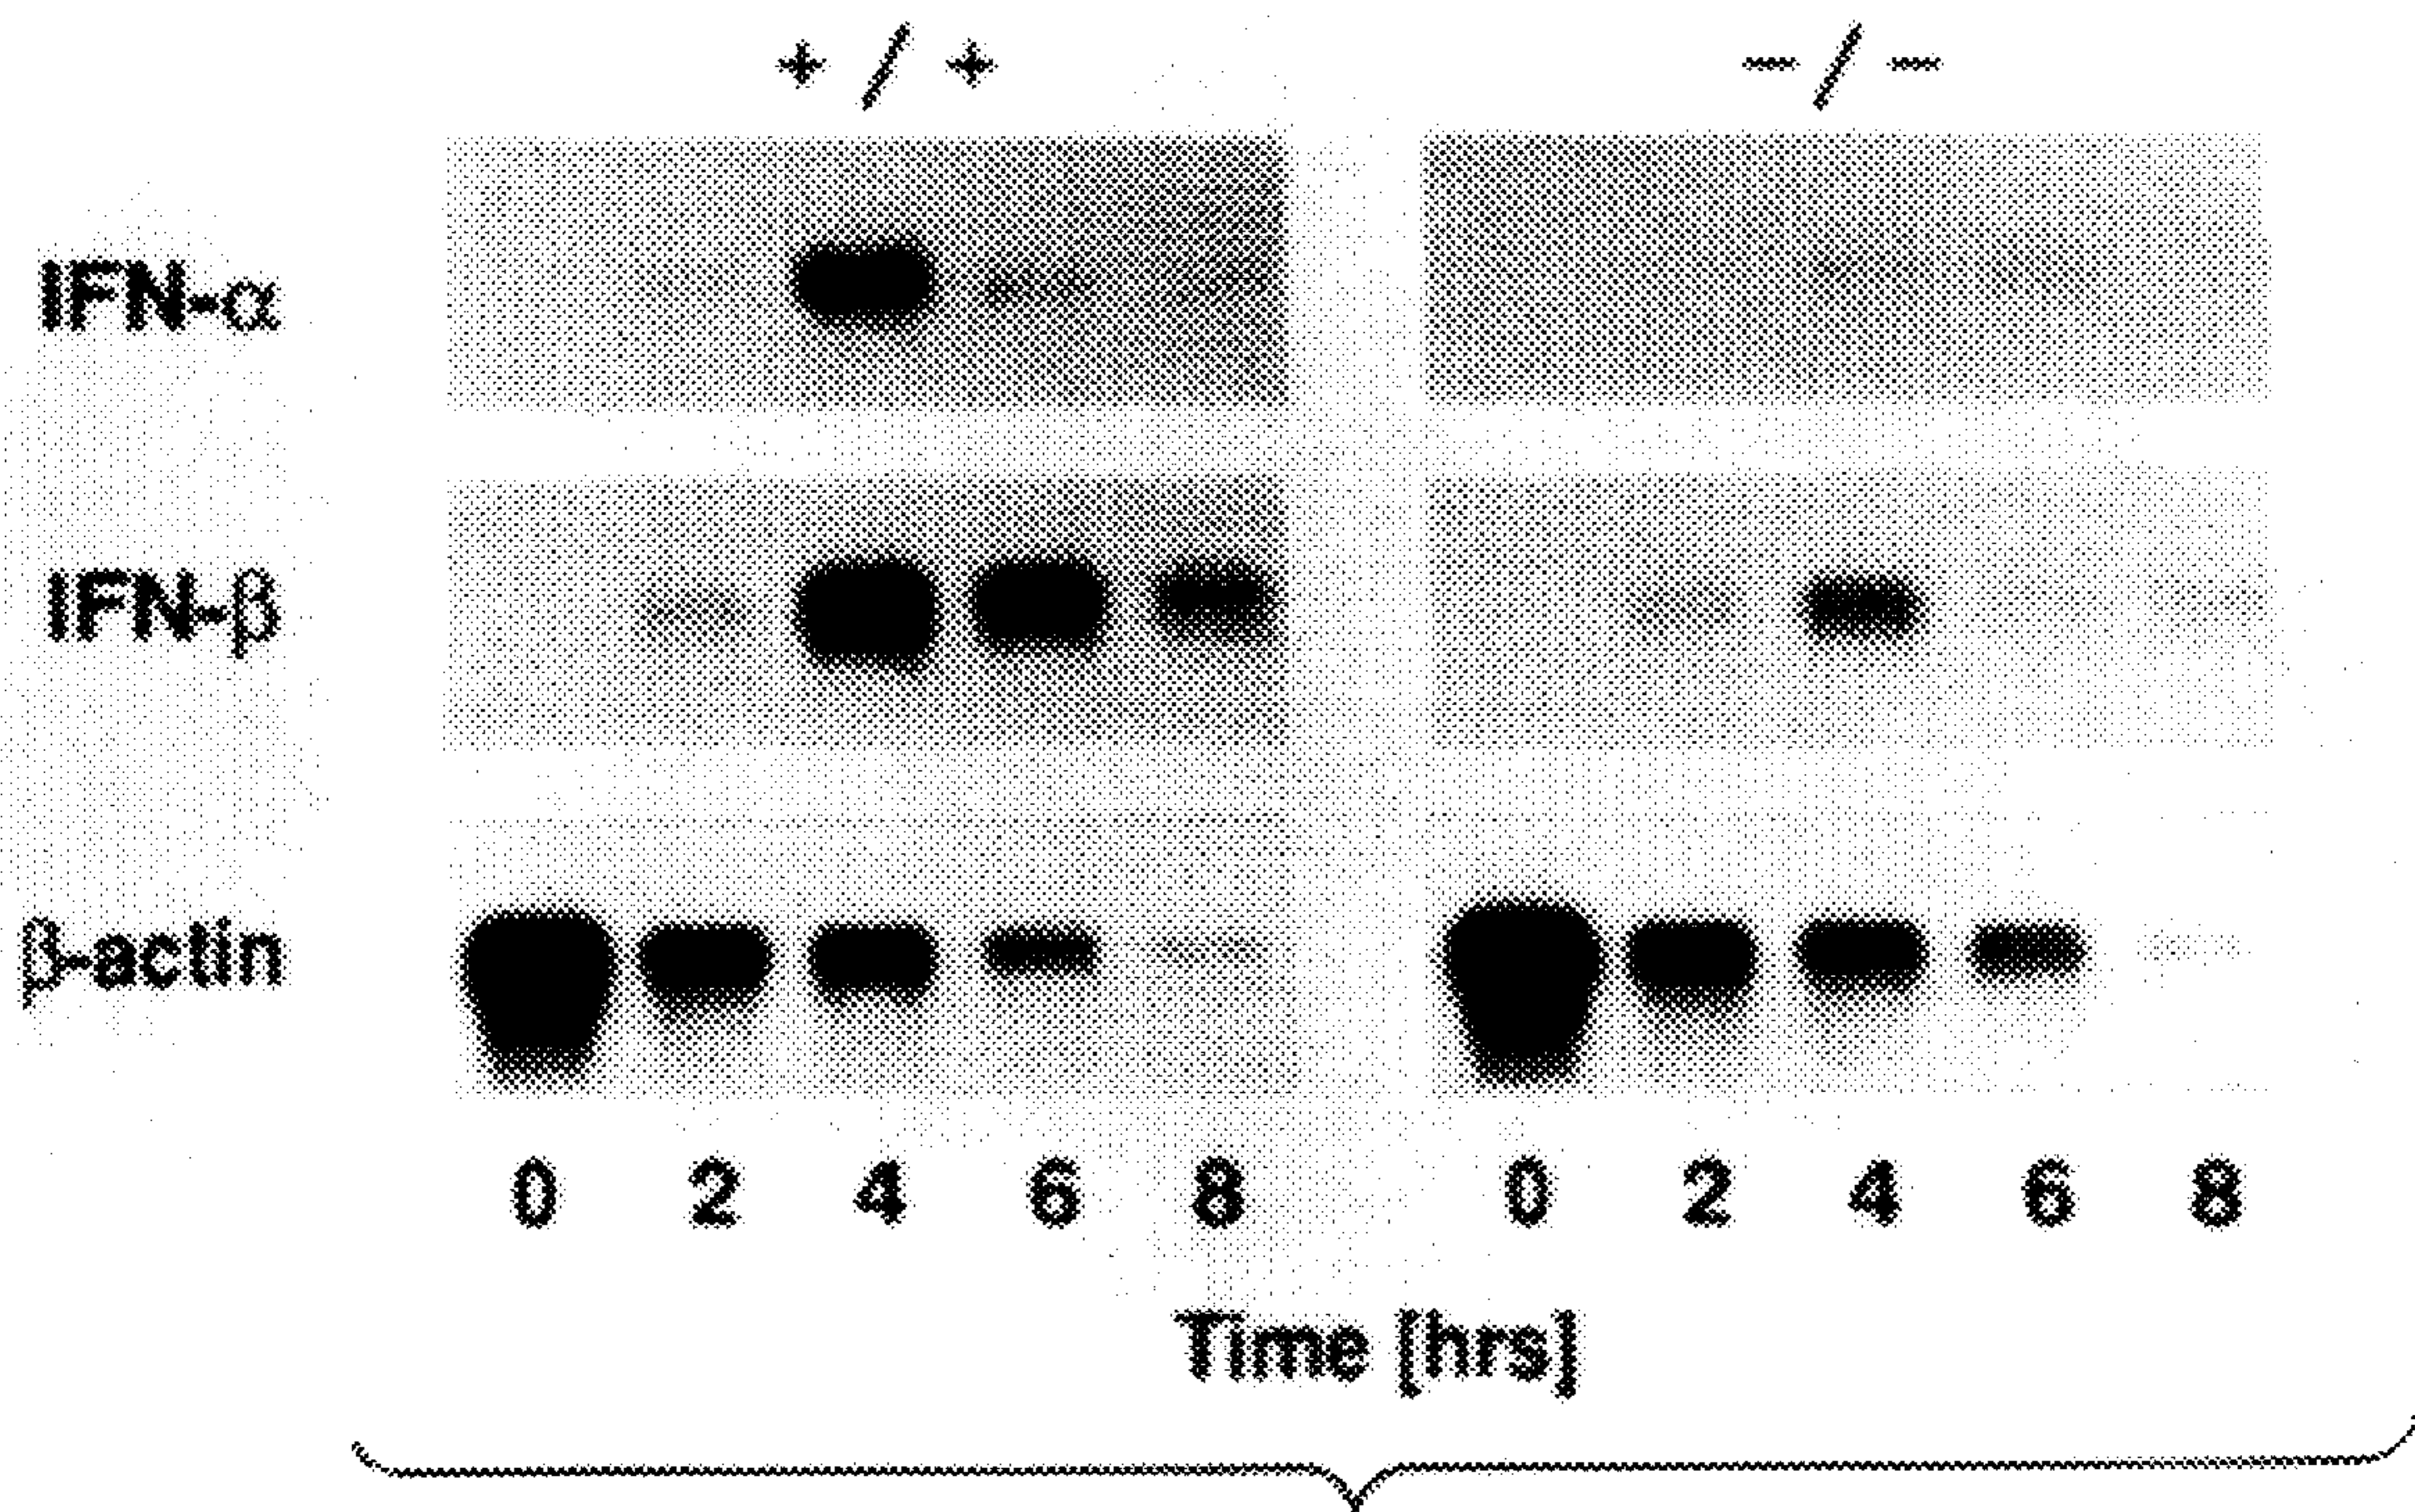 + / + − / −
IFN-α
IFN-β
β-actin
0 2 4 6 8 0 2 4 6 8
Time [hrs]